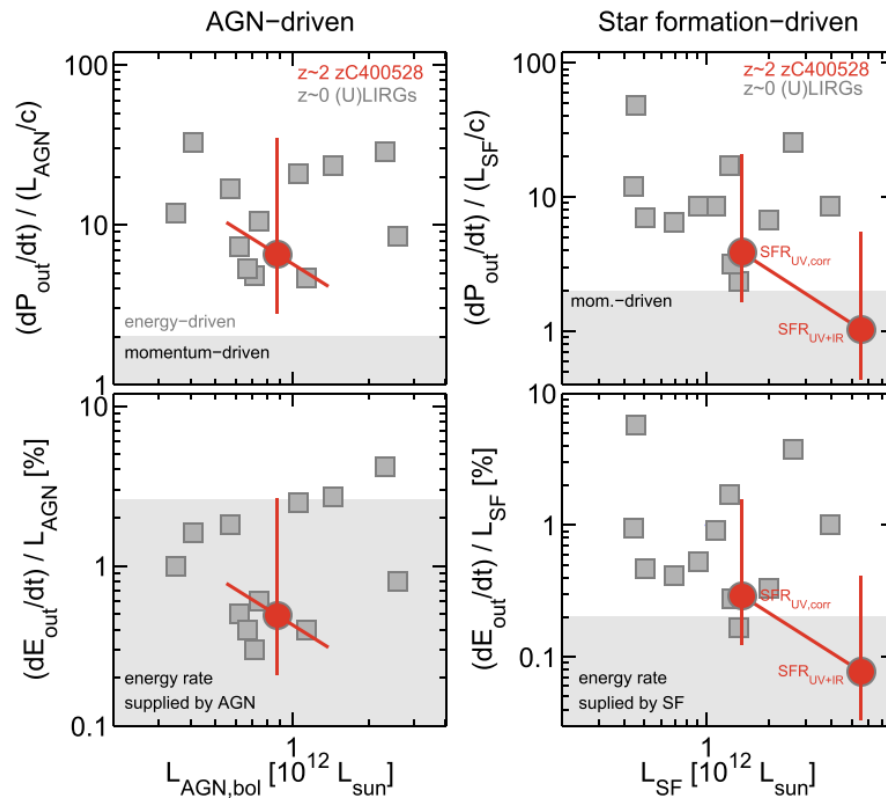 AGN−driven
Star formation−driven
100
10
1
(dP_out/dt) / (L_AGN/c)
z~2 zC400528
z~0 (U)LIRGs
energy−driven
momentum−driven
100
10
1
(dP_out/dt) / (L_SF/c)
z~2 zC400528
z~0 (U)LIRGs
SFR_UV,corr
mom.−driven
SFR_UV+IR
10
1
0.1
(dE_out/dt) / L_AGN [%]
energy rate
supplied by AGN
1
L_AGN,bol [10^12 L_sun]
10
1
0.1
(dE_out/dt) / L_SF [%]
SFR_UV,corr
SFR_UV+IR
energy rate
suplied by SF
1
L_SF [10^12 L_sun]